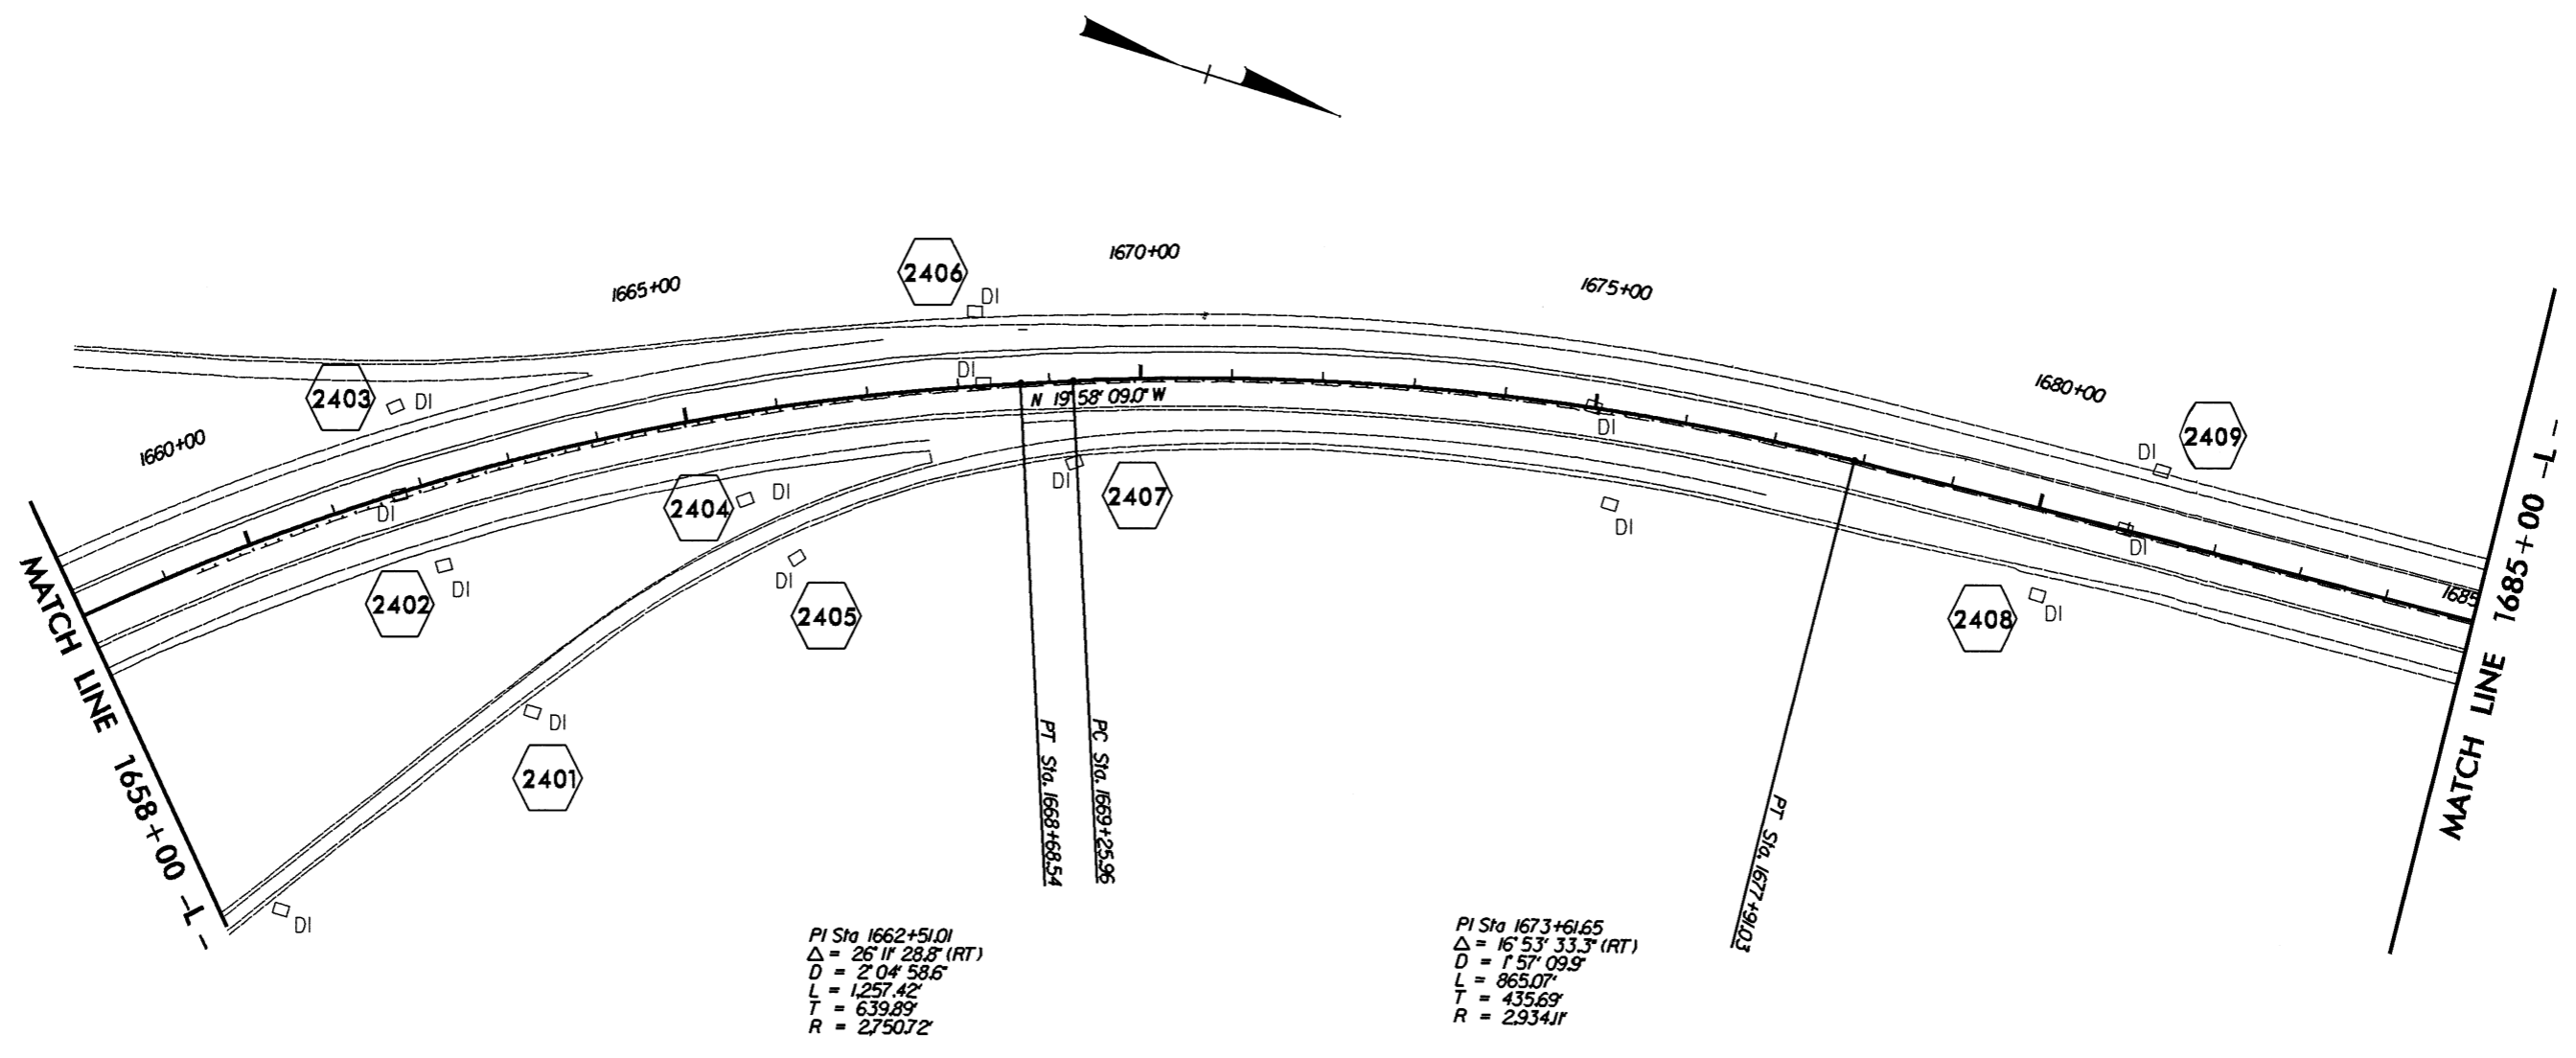 2406
1670+00
DI
1665+00
1675+00
DI
1680+00
2403
DI
N 19° 58' 09.0" W
2409
DI
1660+00
DI
2404
DI
2407
DI
DI
DI
DI
2402
DI
2405
DI
2408
DI
1685
DI
2401
DI
MATCH LINE 1658+00 -L-
MATCH LINE 1685+00 -L-
PT Sta. 1668+68.54
PC Sta. 1669+25.96
PT Sta. 1677+91.03
PI Sta 1662+51.01
Δ = 26° 11' 28.8" (RT)
D = 2° 04' 58.6"
L = 1,257.42'
T = 639.89'
R = 2,750.72'
PI Sta 1673+61.65
Δ = 16° 53' 33.3" (RT)
D = 1° 57' 09.9"
L = 865.07'
T = 435.69'
R = 2,934.11'